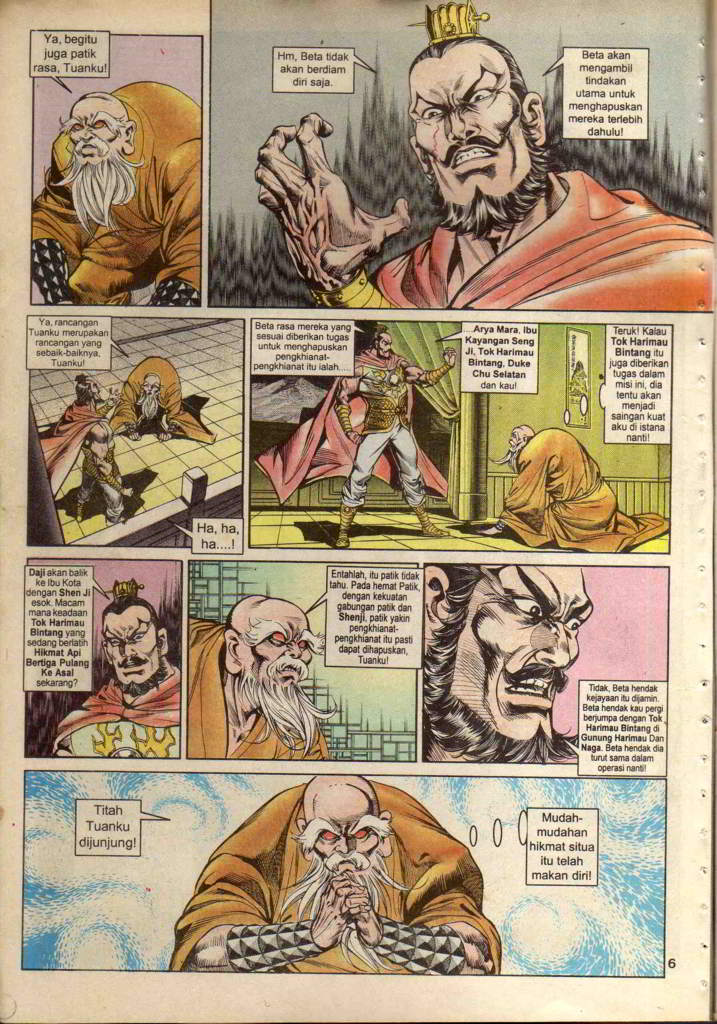 Ya, begitu
juga patik
rasa, Tuanku!
Hm, Beta tidak
akan berdiam
diri saja.
Beta akan
mengambil
tindakan
utama untuk
menghapuskan
mereka terlebih
dahulu!
Ya, rancangan
Tuanku merupakan
rancangan yang
sebaik-baiknya,
Tuanku!
Ha, ha,
ha....!
Beta rasa mereka yang
sesuai diberikan tugas
untuk menghapuskan
pengkhianat-
pengkhianat itu ialah....
....Arya Mara, Ibu
Kayangan Seng
Ji, Tok Harimau
Bintang, Duke
Chu Selatan
dan kau!
Teruk! Kalau
Tok Harimau
Bintang itu
juga diberikan
tugas dalam
misi ini, dia
tentu akan
menjadi
saingan kuat
aku di istana
nanti!
Daji akan balik
ke Ibu Kota
dengan Shen Ji
esok. Macam
mana keadaan
Tok Harimau
Bintang yang
sedang berlatih
Hikmat Api
Bertiga Pulang
Ke Asal
sekarang?
Entahlah, itu patik tidak
tahu. Pada hemat Patik,
dengan kekuatan
gabungan patik dan
Shenji, patik yakin
pengkhianat-
pengkhianat itu pasti
dapat dihapuskan,
Tuanku!
Tidak, Beta hendak
kejayaan itu dijamin.
Beta hendak kau pergi
berjumpa dengan Tok
Harimau Bintang di
Gunung Harimau Dan
Naga. Beta hendak dia
turut sama dalam
operasi nanti!
Titah
Tuanku
dijunjung!
Mudah-
mudahan
hikmat situa
itu telah
makan diri!
6